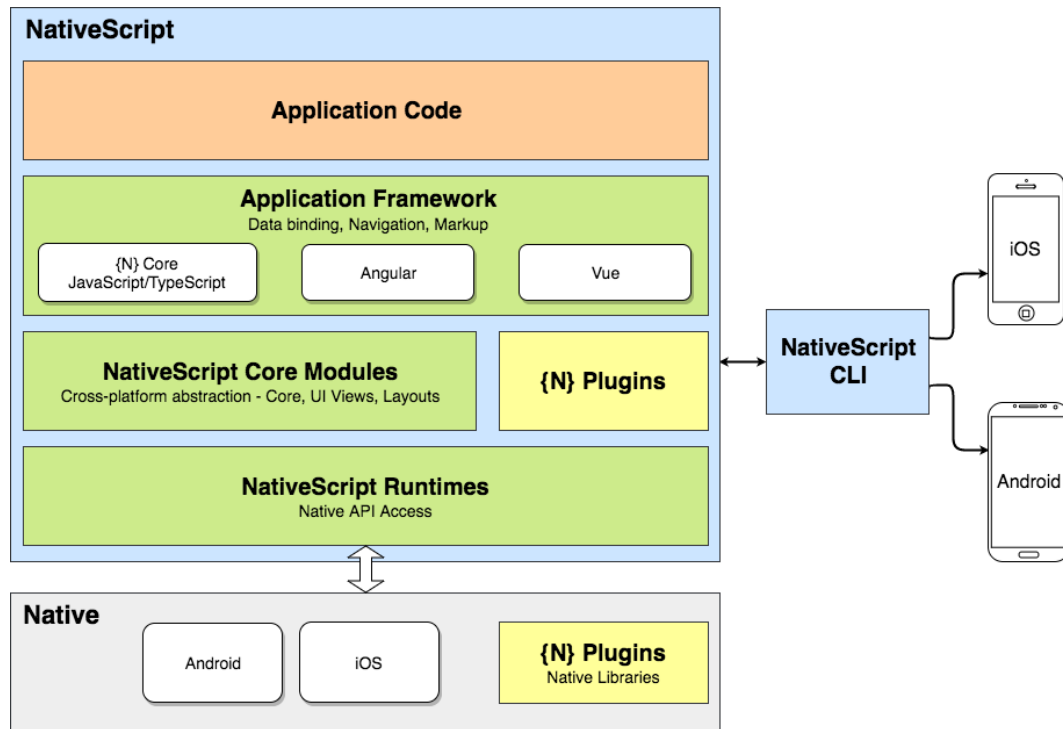 NativeScript
Application Code
Application Framework
Data binding, Navigation, Markup
{N} Core
JavaScript/TypeScript
Angular
Vue
NativeScript Core Modules
Cross-platform abstraction - Core, UI Views, Layouts
{N} Plugins
NativeScript Runtimes
Native API Access
NativeScript
CLI
iOS
Android
Native
Android
iOS
{N} Plugins
Native Libraries